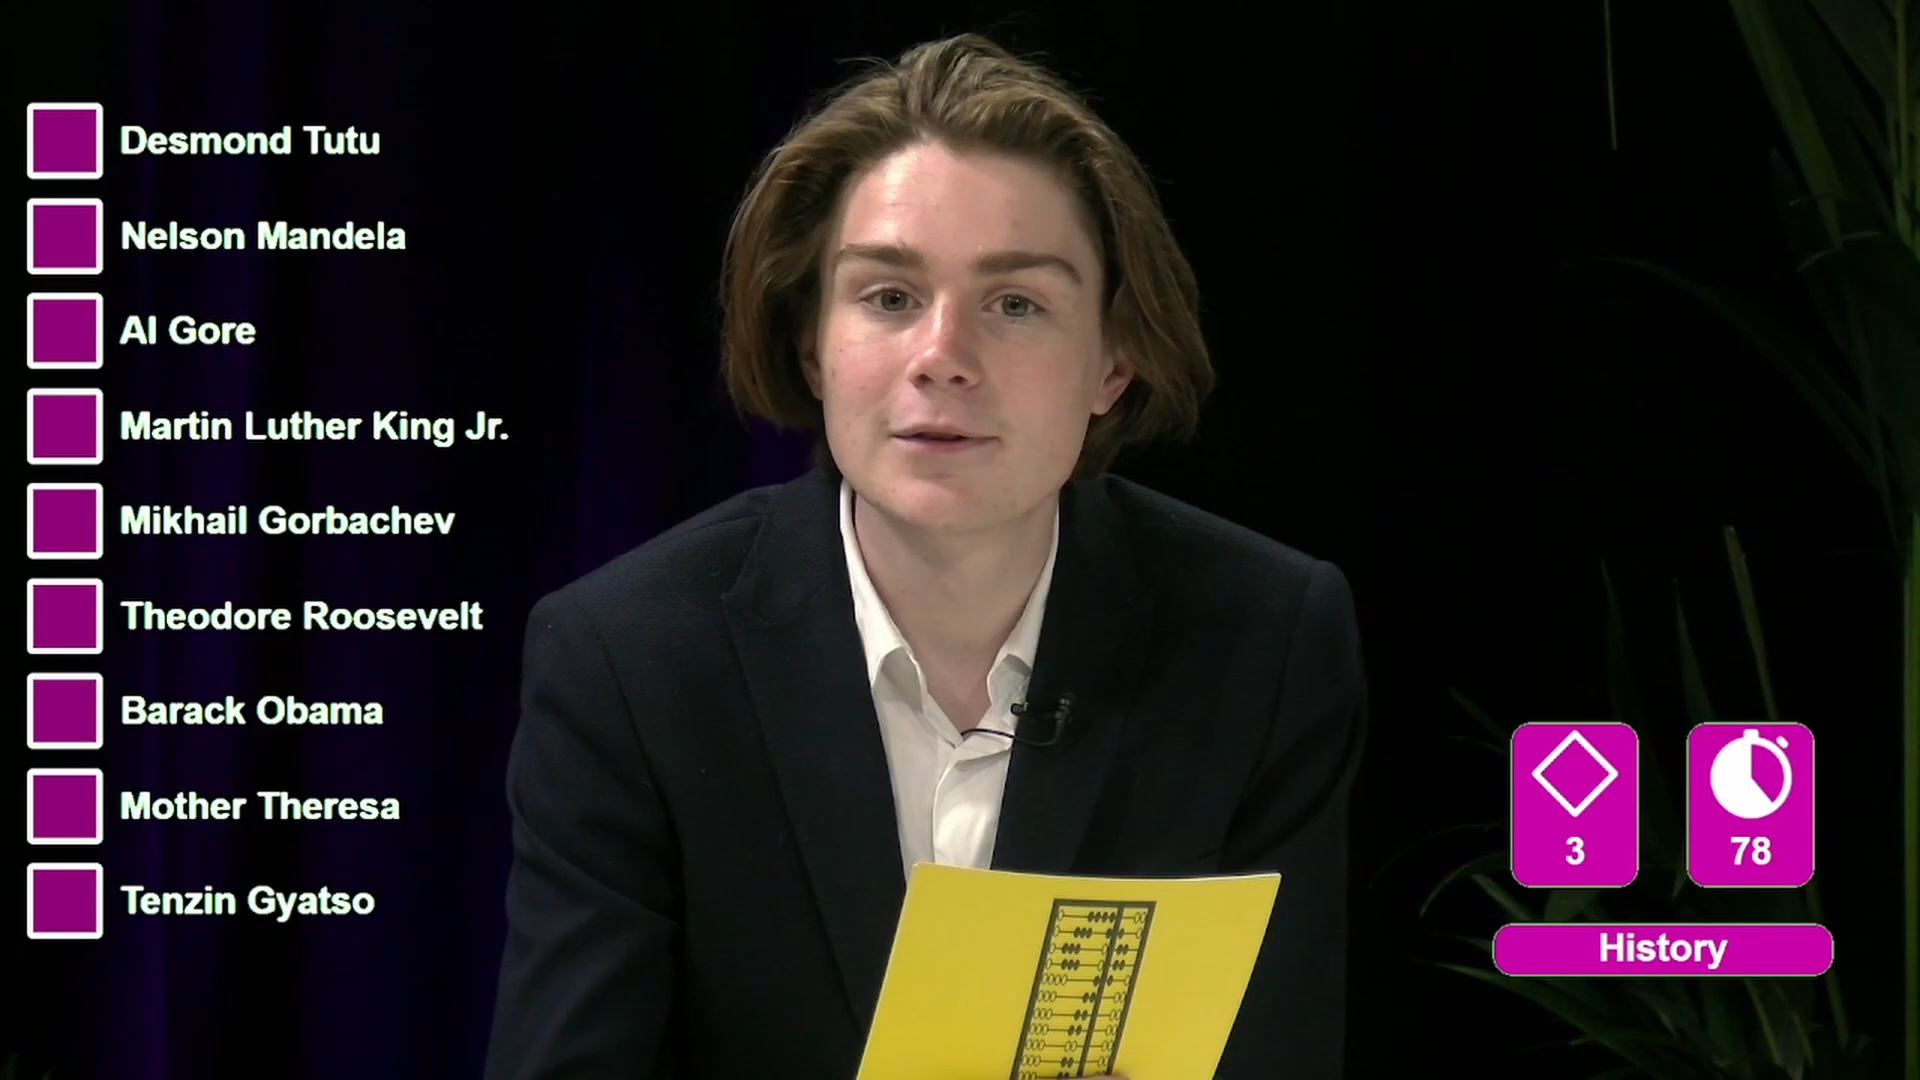 Desmond Tutu
Nelson Mandela
Al Gore
Martin Luther King Jr.
Mikhail Gorbachev
Theodore Roosevelt
Barack Obama
Mother Theresa
Tenzin Gyatso
3
78
History